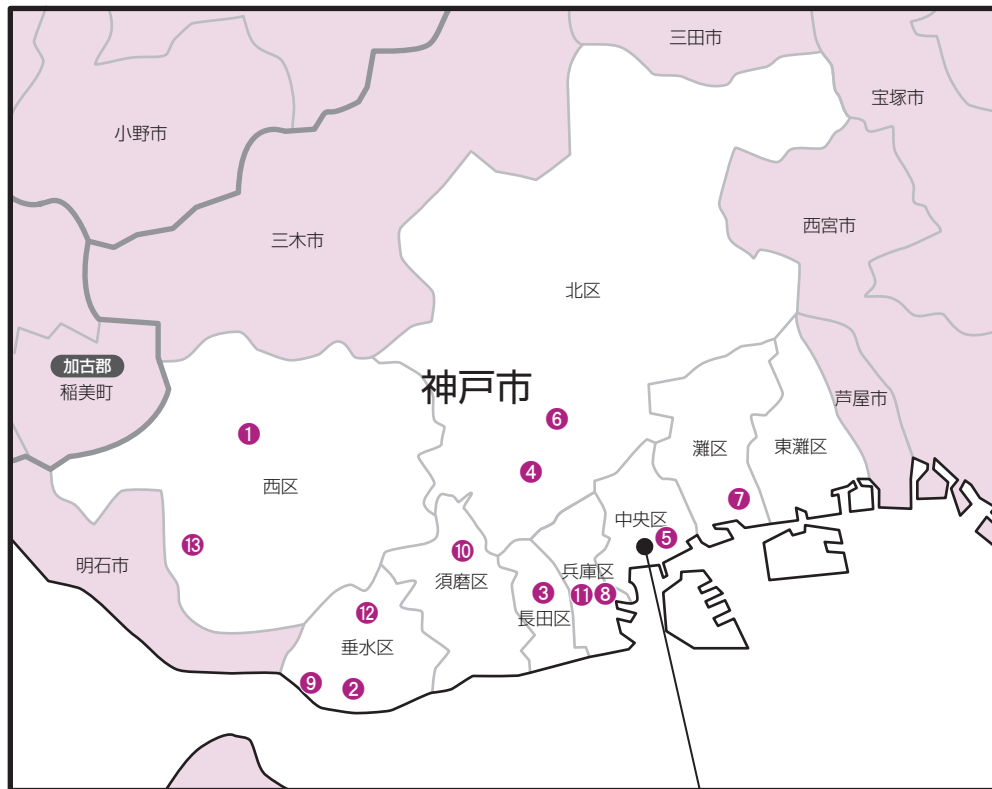 三田市
宝塚市
小野市
西宮市
三木市
北区
加古郡
稲美町
神戸市
芦屋市
6
1
灘区
東灘区
4
西区
7
中央区
5
13
明石市
10
兵庫区
須磨区
3
11
8
長田区
12
垂水区
9
2